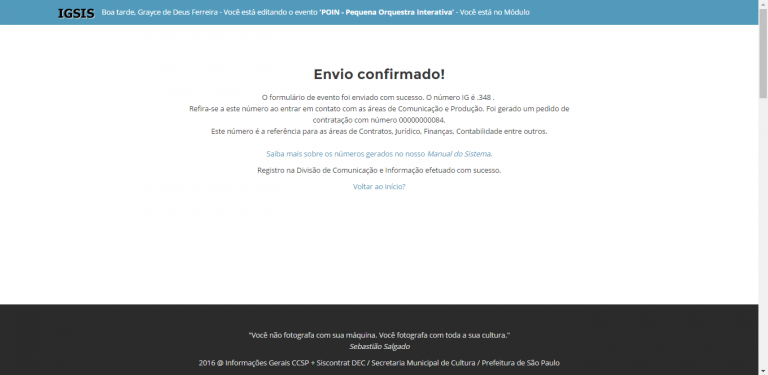 IGSIS Boa tarde, Grayce de Deus Ferreira - Você está editando o evento 'POIN - Pequena Orquestra Interativa' - Você está no Módulo
Envio confirmado!
O formulário de evento foi enviado com sucesso. O número IG é .348 .
Refira-se a este número ao entrar em contato com as áreas de Comunicação e Produção. Foi gerado um pedido de
contratação com número 00000000084.
Este número é a referência para as áreas de Contratos, Jurídico, Finanças, Contabilidade entre outros.
Saiba mais sobre os números gerados no nosso Manual do Sistema.
Registro na Divisão de Comunicação e Informação efetuado com sucesso.
Voltar ao início?
"Você não fotografa com sua máquina. Você fotografa com toda a sua cultura."
Sebastião Salgado
2016 @ Informações Gerais CCSP + Siscontrat DEC / Secretaria Municipal de Cultura / Prefeitura de São Paulo